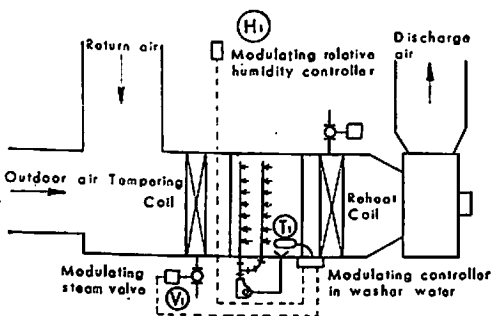 H1
Return air
Modulating relative
humidity controller
Discharge
air
Outdoor air Tempering
Coil
T1
Reheat
Coil
Modulating
steam valve
V1
Modulating controller
in washer water